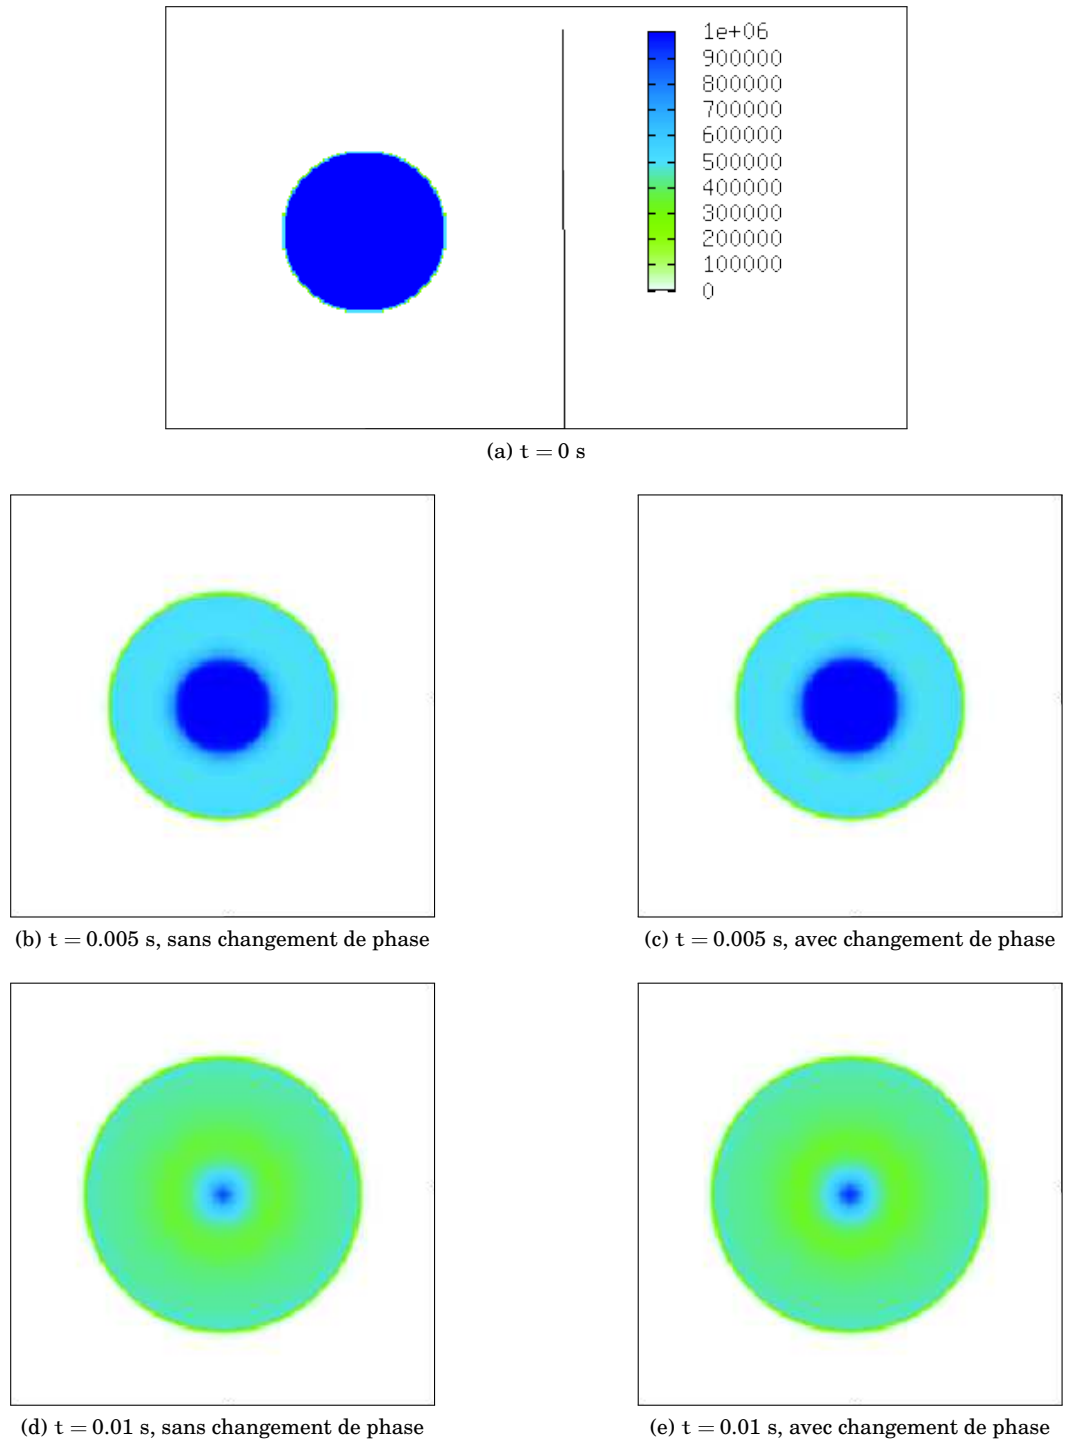 1e+06
900000
800000
700000
600000
500000
400000
300000
200000
100000
0
(a) t = 0 s
(b) t = 0.005 s, sans changement de phase
(c) t = 0.005 s, avec changement de phase
(d) t = 0.01 s, sans changement de phase
(e) t = 0.01 s, avec changement de phase